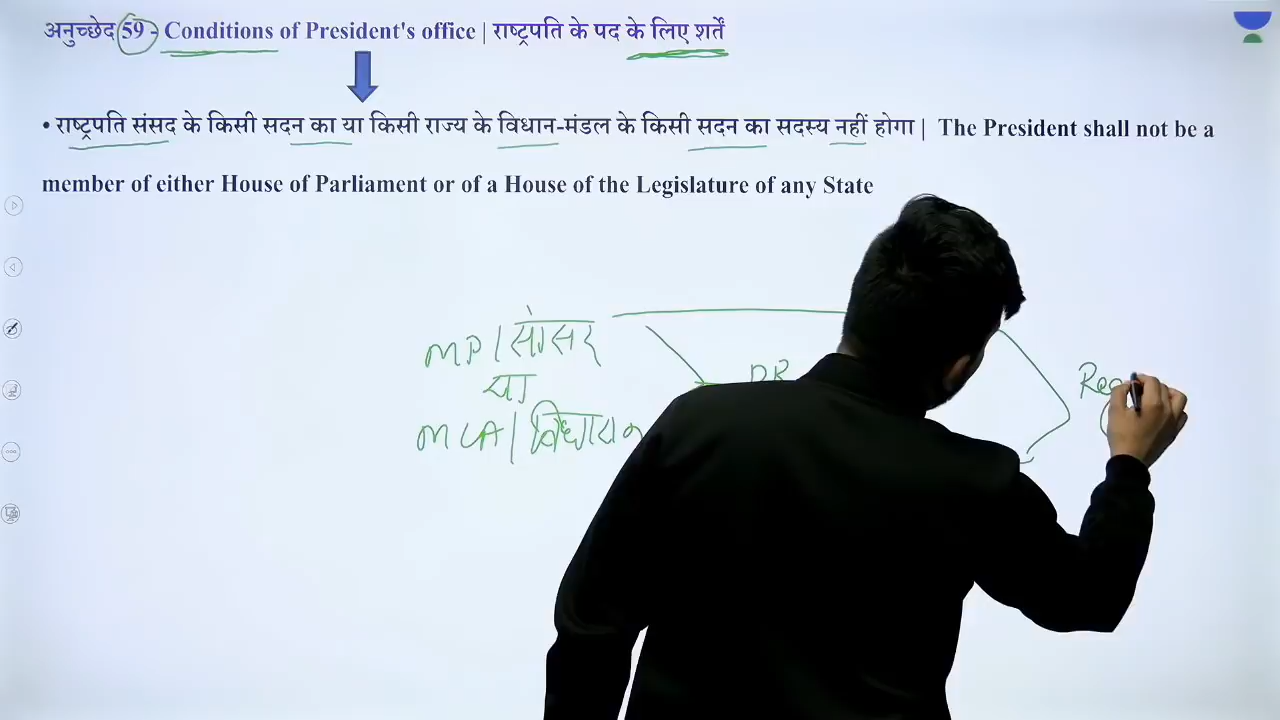 अनुच्छेद 59 - Conditions of President's office | राष्ट्रपति के पद के लिए शर्तें
• राष्ट्रपति संसद के किसी सदन का या किसी राज्य के विधान-मंडल के किसी सदन का सदस्य नहीं होगा | The President shall not be a
member of either House of Parliament or of a House of the Legislature of any State
MP / सांसद
या
MLA / विधायक